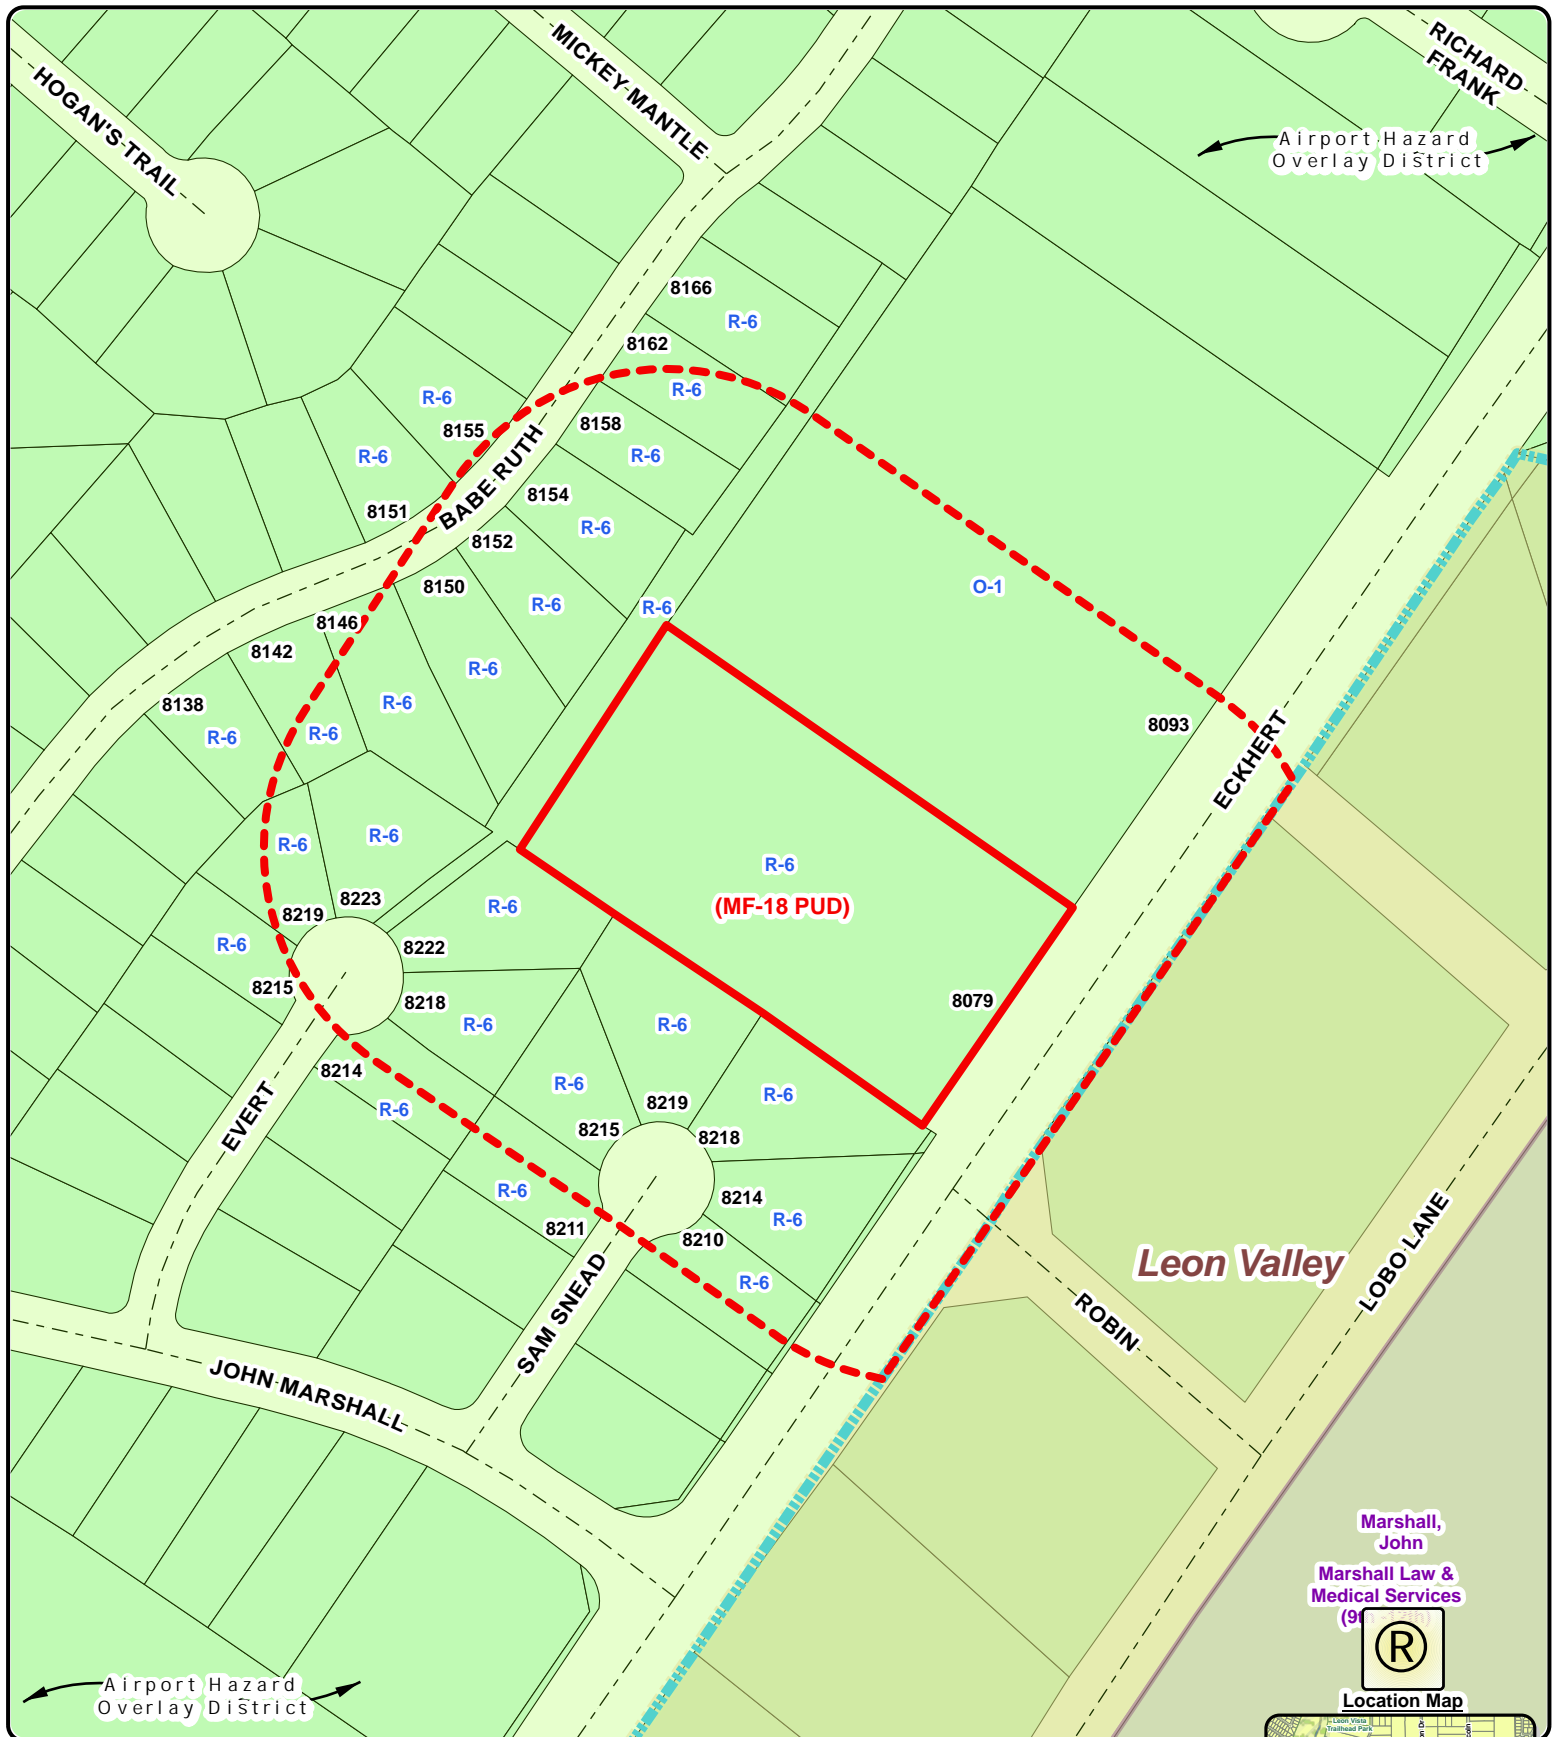 MICKEY MANTLE
RICHARD
FRANK
HOGAN'S TRAIL
Airport Hazard
Overlay District
8166
R-6
8162
R-6
R-6
8155
8158
R-6
R-6
8151
BABE RUTH
8154
R-6
8152
8150
O-1
R-6
R-6
8146
8142
R-6
8138
R-6
R-6
R-6
8093
ECKHERT
R-6
R-6
R-6
8223
R-6
(MF-18 PUD)
8219
R-6
R-6
8222
8215
8218
8079
R-6
R-6
8214
R-6
R-6
R-6
8219
EVERT
8215
8218
R-6
8214
R-6
8211
8210
R-6
SAM SNEAD
Leon Valley
LOBO LANE
ROBIN
JOHN MARSHALL
Marshall,
John
Marshall Law &
Medical Services
R
Airport Hazard
Overlay District
Location Map
Leon Vista
Trailhead Park